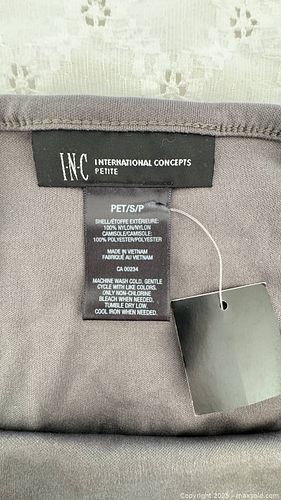 I·N·C INTERNATIONAL CONCEPTS
PETITE
PET/S/P
SHELL/ÉTOFFE EXTÉRIEURE:
100% NYLON/NYLON
CAMISOLE/CAMISOLE:
100% POLYESTER/POLYESTER
MADE IN VIETNAM
FABRIQUÉ AU VIETNAM
CA 00234
MACHINE WASH COLD, GENTLE
CYCLE WITH LIKE COLORS.
ONLY NON-CHLORINE
BLEACH WHEN NEEDED.
TUMBLE DRY LOW.
COOL IRON WHEN NEEDED.
Copyright 2025 - maxsold.com